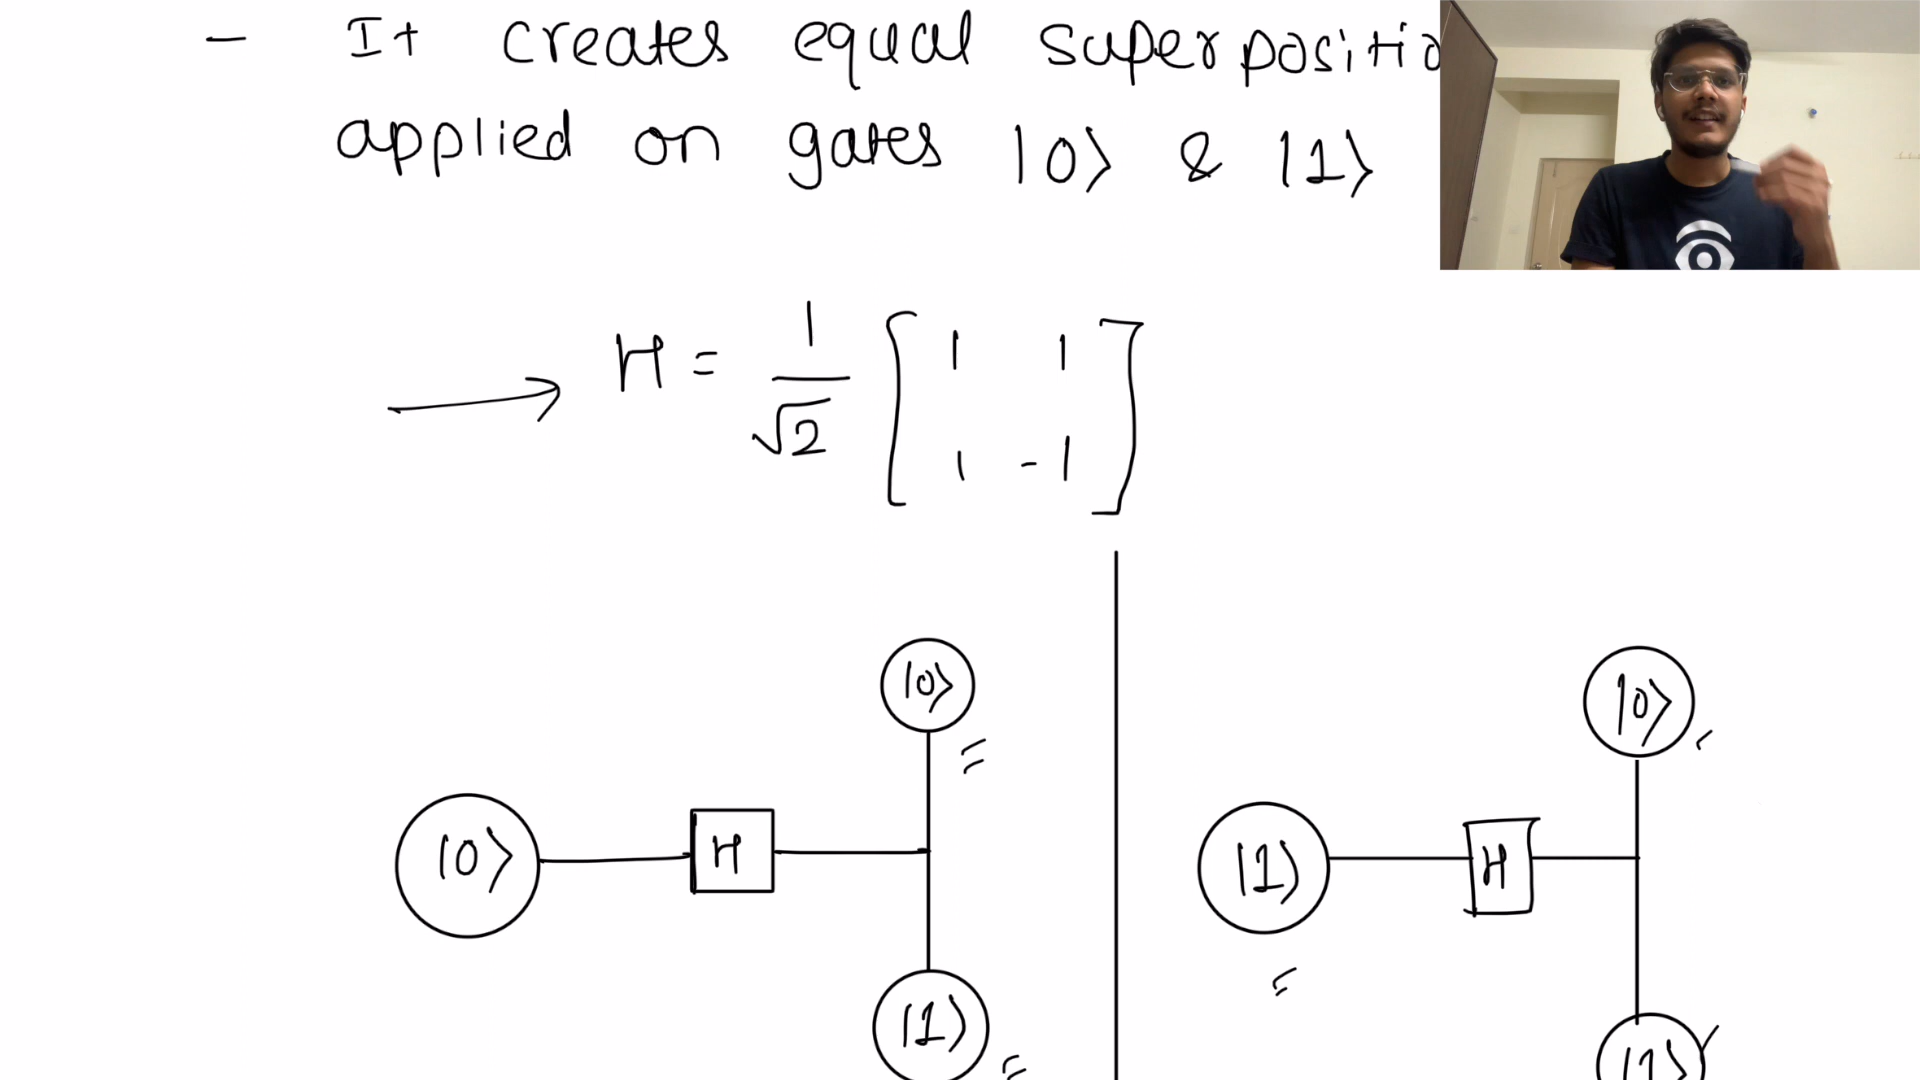 - It creates equal superpositio
applied on gates |0⟩ & |1⟩
→ H = 1/√2 [ 1 1
1 -1 ]
|0⟩
|0⟩
|0⟩ H
|1⟩ H
|1⟩
|1⟩